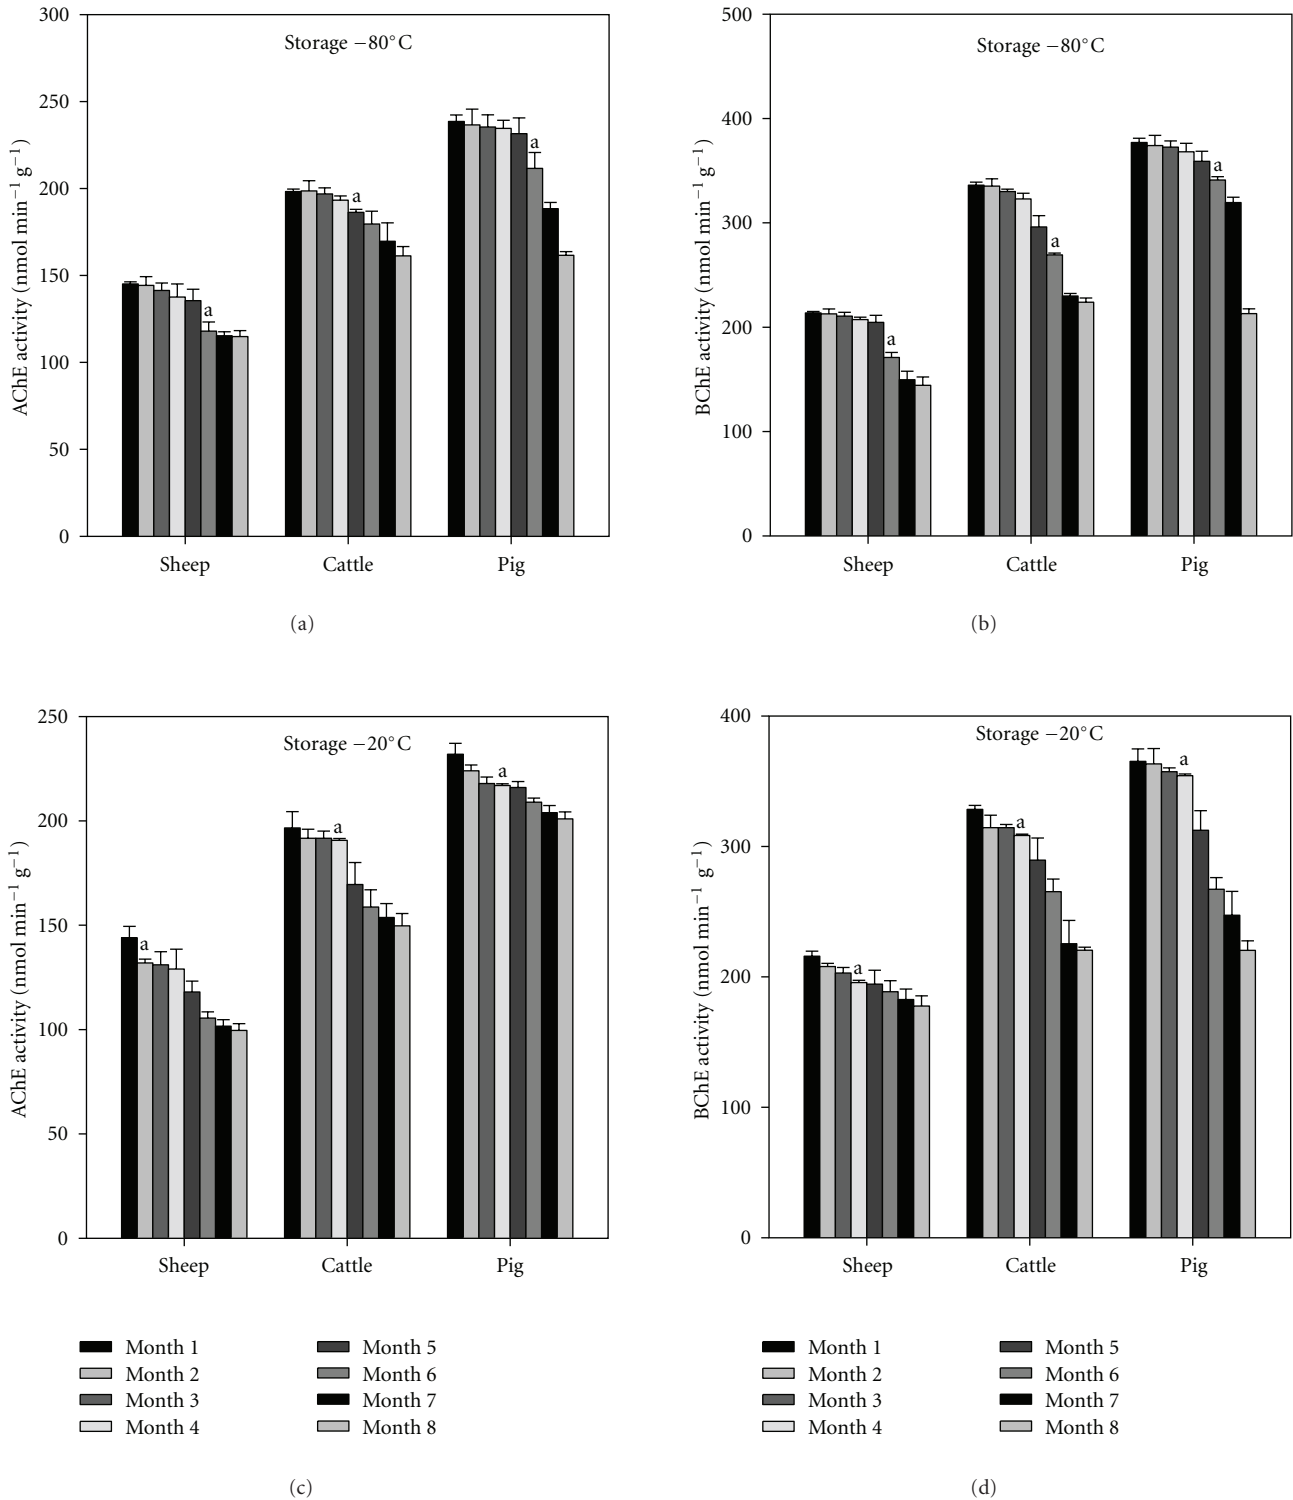 Storage −80°C
AChE activity (nmol min−1 g−1)
300
250
200
150
100
50
0
a
a
a
Sheep
Cattle
Pig
(a)
Storage −80°C
BChE activity (nmol min−1 g−1)
500
400
300
200
100
0
a
a
a
Sheep
Cattle
Pig
(b)
Storage −20°C
AChE activity (nmol min−1 g−1)
250
200
150
100
50
0
a
a
a
Sheep
Cattle
Pig
Month 1
Month 2
Month 3
Month 4
Month 5
Month 6
Month 7
Month 8
(c)
Storage −20°C
BChE activity (nmol min−1 g−1)
400
300
200
100
0
a
a
a
Sheep
Cattle
Pig
Month 1
Month 2
Month 3
Month 4
Month 5
Month 6
Month 7
Month 8
(d)